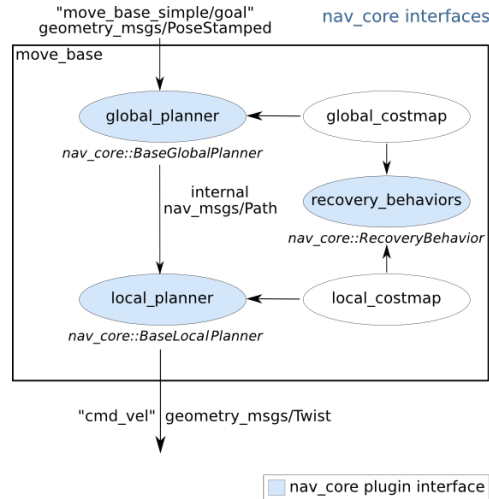 "move_base_simple/goal"
geometry_msgs/PoseStamped
nav_core interfaces
move_base
global_planner
global_costmap
nav_core::BaseGlobalPlanner
internal
nav_msgs/Path
recovery_behaviors
nav_core::RecoveryBehavior
local_planner
local_costmap
nav_core::BaseLocalPlanner
"cmd_vel" geometry_msgs/Twist
nav_core plugin interface